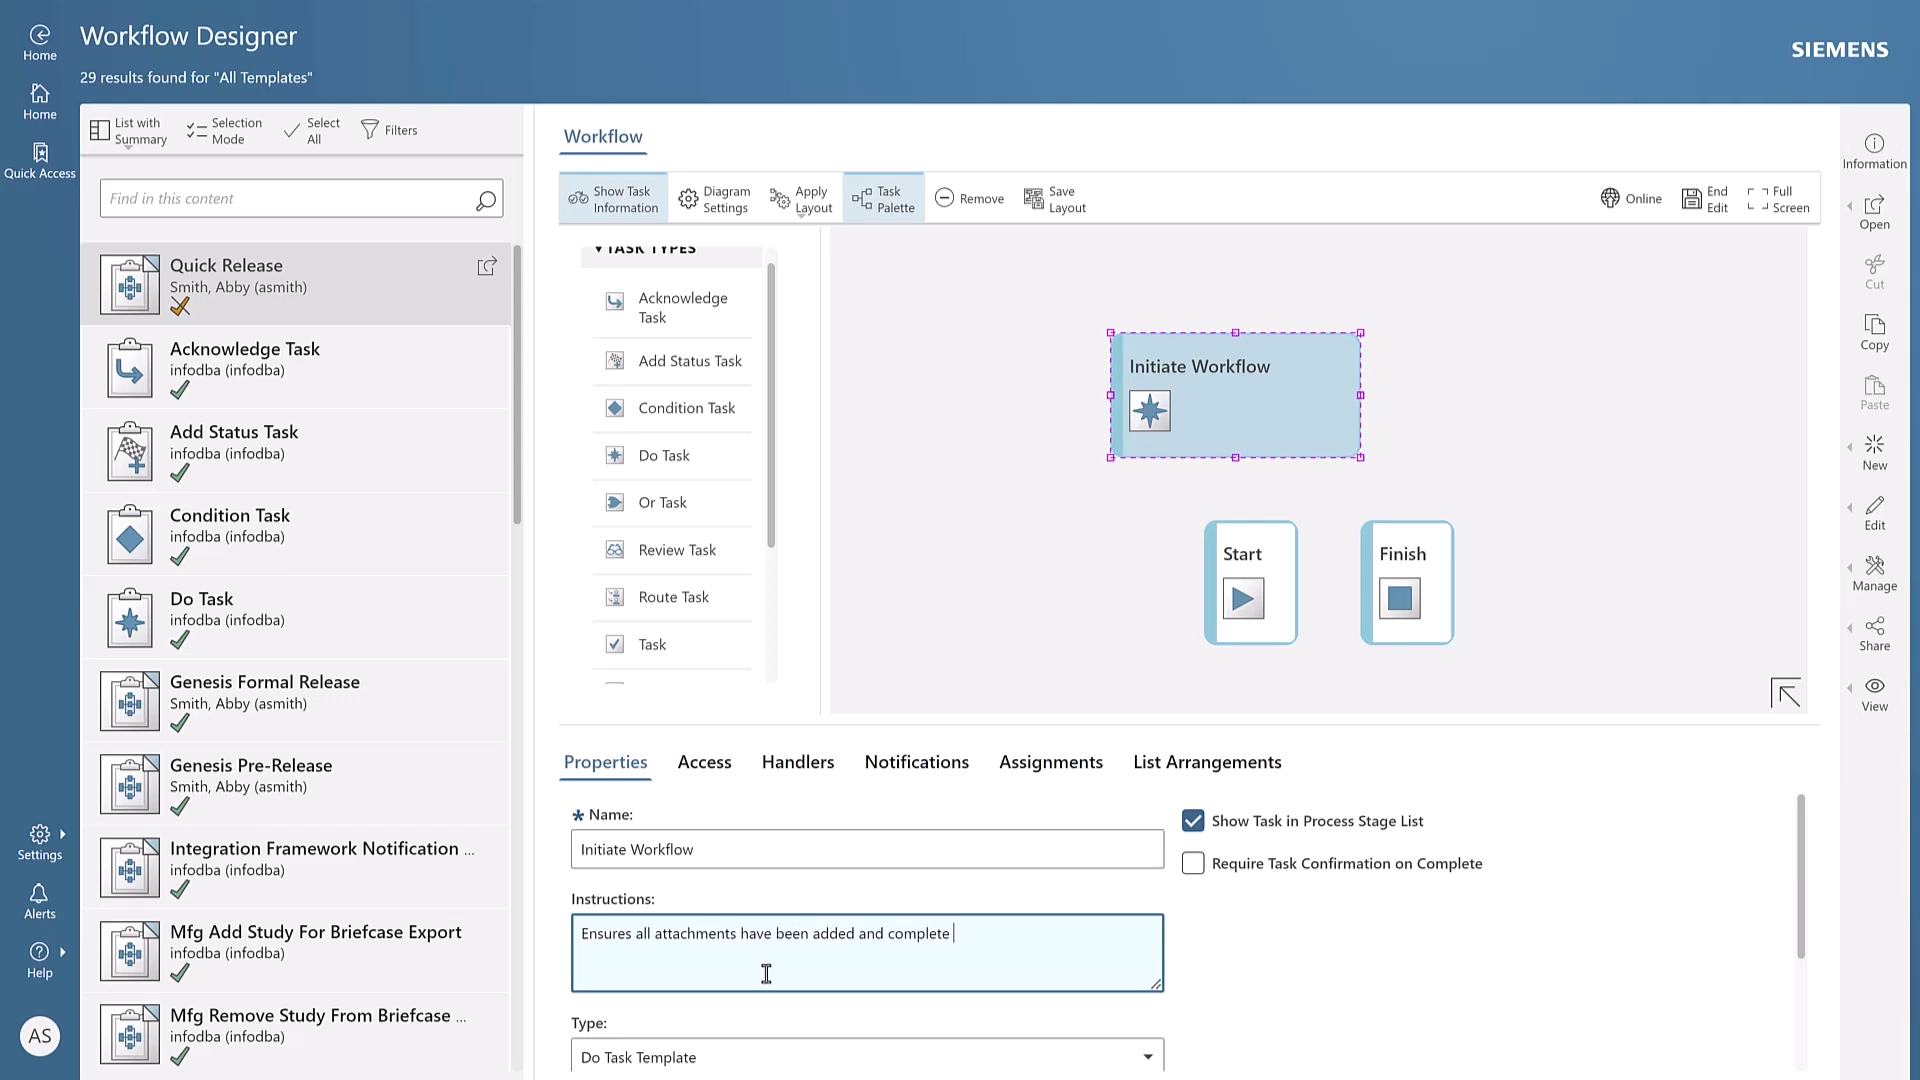 Home
Workflow Designer
29 results found for "All Templates"
SIEMENS
Home
Quick Access
List with
Summary
Selection
Mode
Select
All
Filters
Find in this content
Quick Release
Smith, Abby (asmith)
Acknowledge Task
infodba (infodba)
Add Status Task
infodba (infodba)
Condition Task
infodba (infodba)
Do Task
infodba (infodba)
Genesis Formal Release
Smith, Abby (asmith)
Genesis Pre-Release
Smith, Abby (asmith)
Integration Framework Notification ...
infodba (infodba)
Mfg Add Study For Briefcase Export
infodba (infodba)
Mfg Remove Study From Briefcase ...
infodba (infodba)
Settings
Alerts
Help
AS
Workflow
Show Task
Information
Diagram
Settings
Apply
Layout
Task
Palette
Remove
Save
Layout
Online
End
Edit
Full
Screen
TASK TYPES
Acknowledge
Task
Add Status Task
Condition Task
Do Task
Or Task
Review Task
Route Task
Task
Initiate Workflow
Start
Finish
Properties
Access
Handlers
Notifications
Assignments
List Arrangements
* Name:
Initiate Workflow
Instructions:
Ensures all attachments have been added and complete
Type:
Do Task Template
Show Task in Process Stage List
Require Task Confirmation on Complete
Information
Open
Cut
Copy
Paste
New
Edit
Manage
Share
View